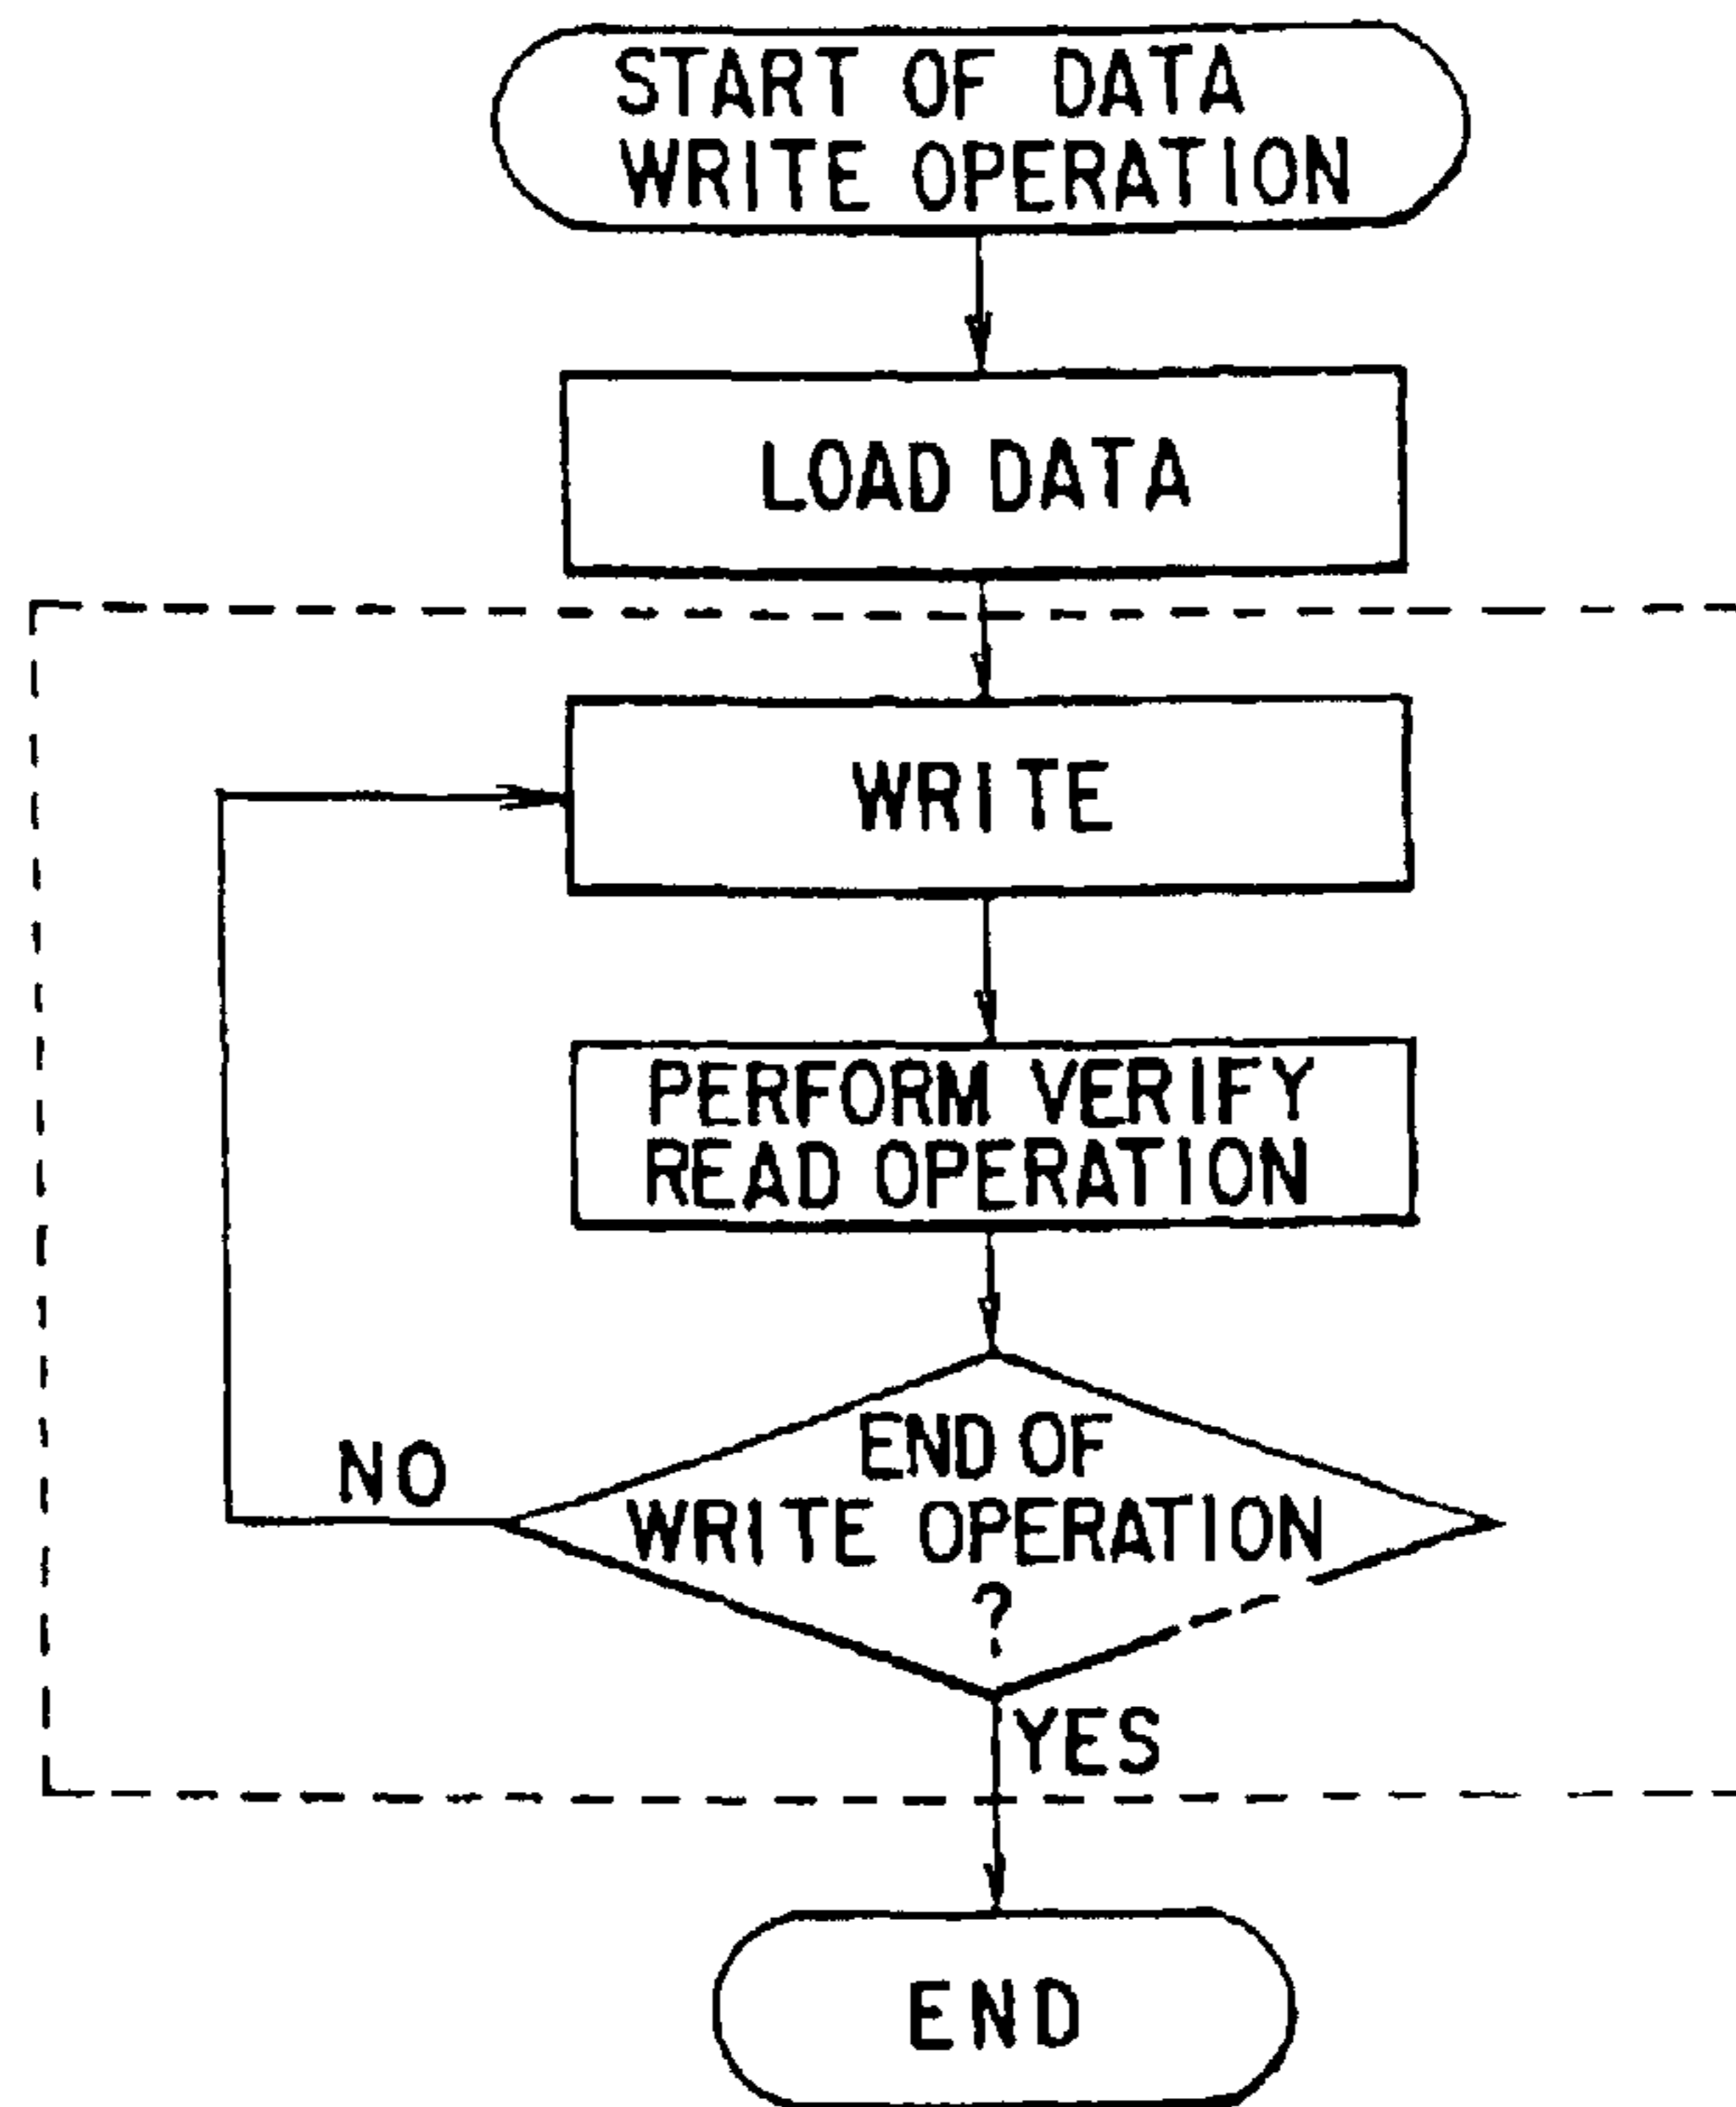 START OF DATA
WRITE OPERATION
LOAD DATA
WRITE
PERFORM VERIFY
READ OPERATION
END OF
WRITE OPERATION
?
NO
YES
END